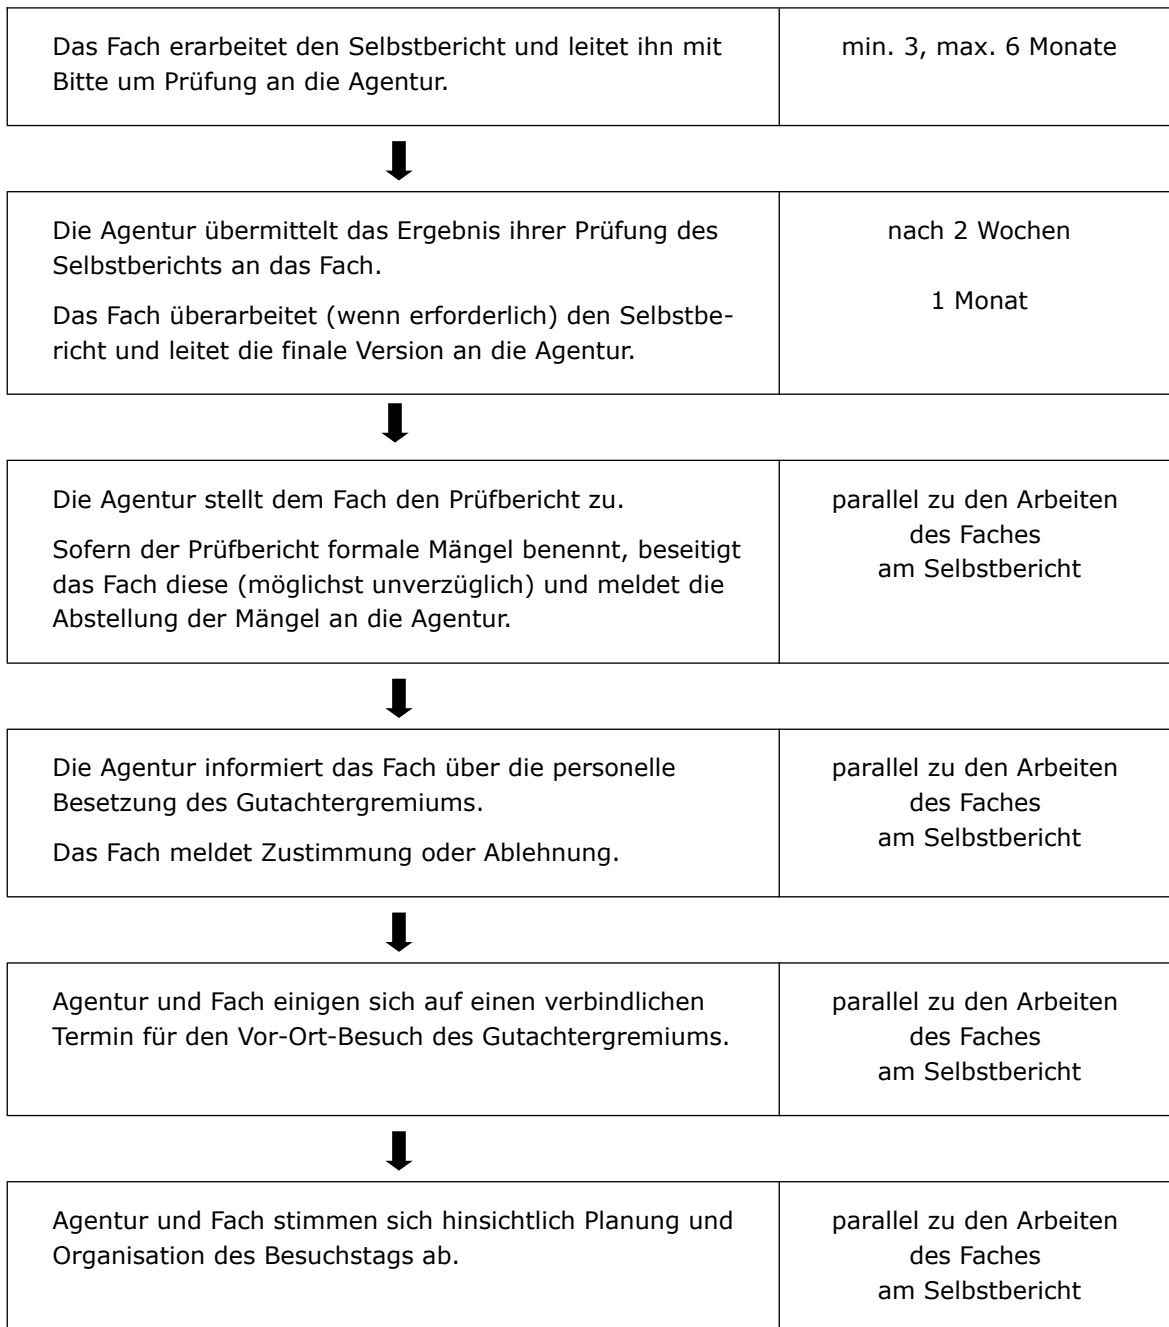 Das Fach erarbeitet den Selbstbericht und leitet ihn mit
Bitte um Prüfung an die Agentur.
min. 3, max. 6 Monate
Die Agentur übermittelt das Ergebnis ihrer Prüfung des
Selbstberichts an das Fach.
Das Fach überarbeitet (wenn erforderlich) den Selbstbe-
richt und leitet die finale Version an die Agentur.
nach 2 Wochen
1 Monat
Die Agentur stellt dem Fach den Prüfbericht zu.
Sofern der Prüfbericht formale Mängel benennt, beseitigt
das Fach diese (möglichst unverzüglich) und meldet die
Abstellung der Mängel an die Agentur.
parallel zu den Arbeiten
des Faches
am Selbstbericht
Die Agentur informiert das Fach über die personelle
Besetzung des Gutachtergremiums.
Das Fach meldet Zustimmung oder Ablehnung.
parallel zu den Arbeiten
des Faches
am Selbstbericht
Agentur und Fach einigen sich auf einen verbindlichen
Termin für den Vor-Ort-Besuch des Gutachtergremiums.
parallel zu den Arbeiten
des Faches
am Selbstbericht
Agentur und Fach stimmen sich hinsichtlich Planung und
Organisation des Besuchstags ab.
parallel zu den Arbeiten
des Faches
am Selbstbericht